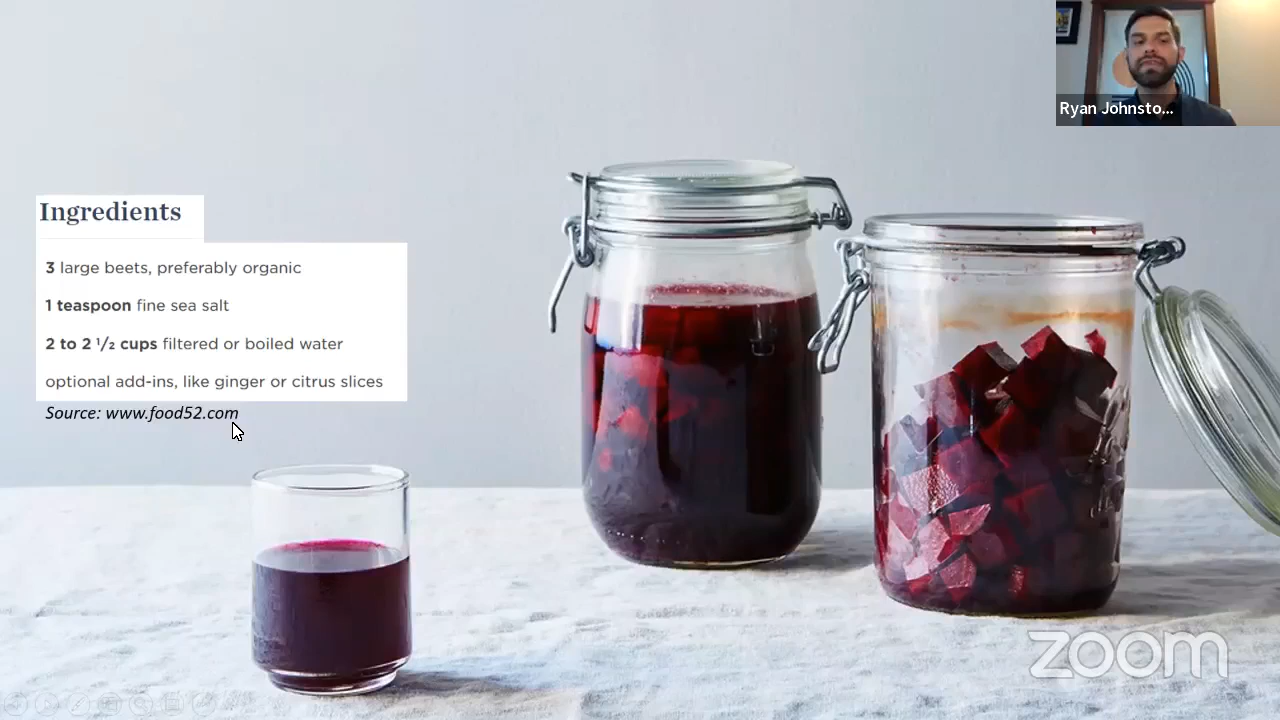 Ryan Johnsto...
Ingredients
3 large beets, preferably organic
1 teaspoon fine sea salt
2 to 2 1/2 cups filtered or boiled water
optional add-ins, like ginger or citrus slices
Source: www.food52.com
zoom